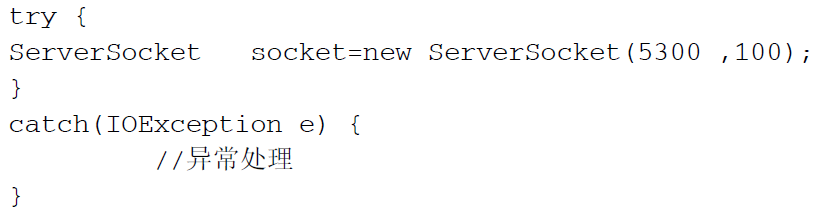 try {
ServerSocket   socket=new ServerSocket(5300 ,100);
}
catch(IOException e) {
          //异常处理
}